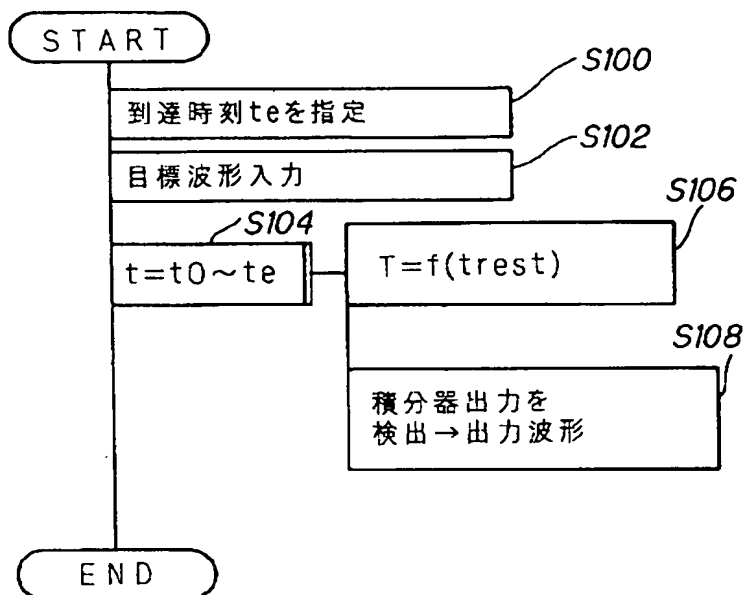 START
S100
到達時刻teを指定
S102
目標波形入力
S104
t=t0~te
S106
T=f(trest)
S108
積分器出力を
検出→出力波形
END